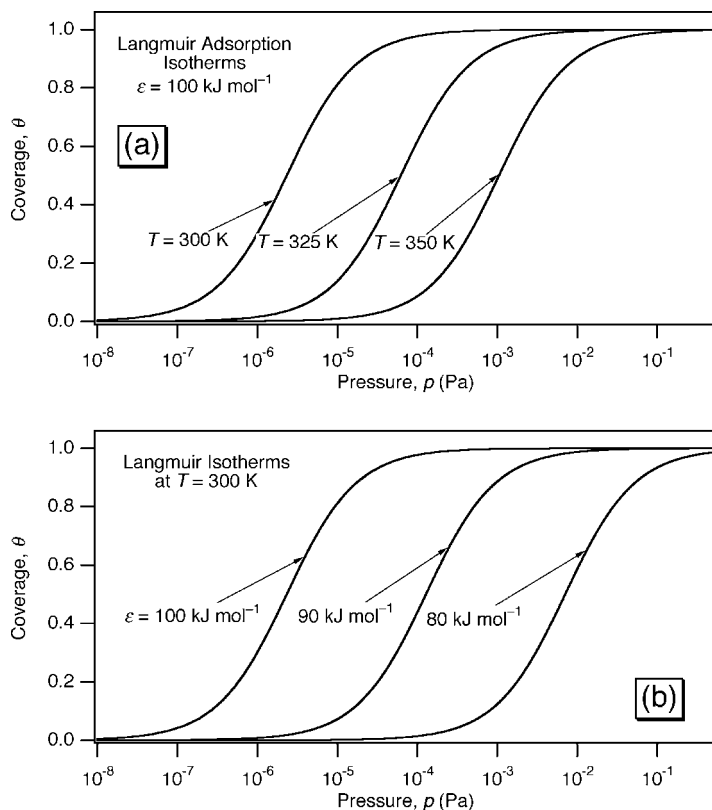 Langmuir Adsorption
Isotherms
ε = 100 kJ mol⁻¹
(a)
Coverage, θ
1.0
0.8
0.6
0.4
0.2
0.0
T = 300 K
T = 325 K
T = 350 K
10⁻⁸ 10⁻⁷ 10⁻⁶ 10⁻⁵ 10⁻⁴ 10⁻³ 10⁻² 10⁻¹
Pressure, p (Pa)
Langmuir Isotherms
at T = 300 K
Coverage, θ
1.0
0.8
0.6
0.4
0.2
0.0
ε = 100 kJ mol⁻¹
90 kJ mol⁻¹
80 kJ mol⁻¹
(b)
10⁻⁸ 10⁻⁷ 10⁻⁶ 10⁻⁵ 10⁻⁴ 10⁻³ 10⁻² 10⁻¹
Pressure, p (Pa)